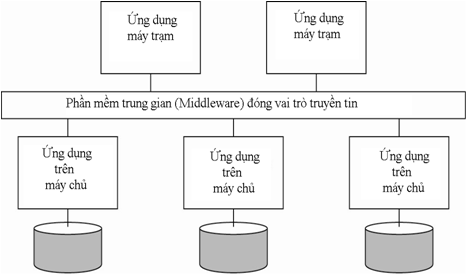 Ứng dụng
máy trạm
Ứng dụng
máy trạm
Phần mềm trung gian (Middleware) đóng vai trò truyền tin
Ứng dụng
trên
máy chủ
Ứng dụng
trên
máy chủ
Ứng dụng
trên
máy chủ